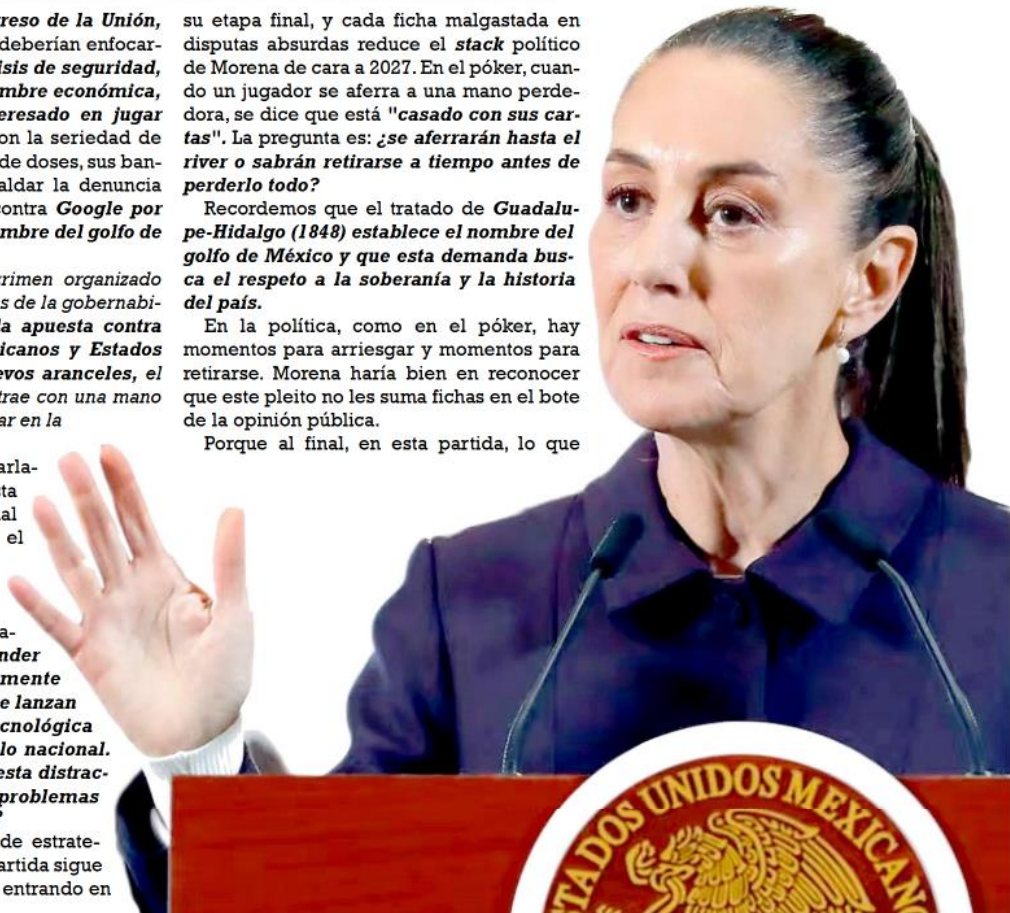 reso de la Unión,
deberían enfocar-
isis de seguridad,
mbre económica,
eresado en jugar
on la seriedad de
de doses, sus ban-
aldar la denuncia
contra Google por
mbre del golfo de
rimen organizado
s de la gobernabi-
la apuesta contra
icanos y Estados
evos aranceles, el
trae con una mano
ar en la
arla-
ta
al
el
a-
nder
mente
e lanzan
cnológica
lo nacional.
esta distrac-
problemas
de estrate-
artida sigue
entrando en
su etapa final, y cada ficha malgastada en
disputas absurdas reduce el stack político
de Morena de cara a 2027. En el póker, cuan-
do un jugador se aferra a una mano perde-
dora, se dice que está "casado con sus car-
tas". La pregunta es: ¿se aferrarán hasta el
river o sabrán retirarse a tiempo antes de
perderlo todo?
Recordemos que el tratado de Guadalu-
pe-Hidalgo (1848) establece el nombre del
golfo de México y que esta demanda bus-
ca el respeto a la soberanía y la historia
del país.
En la política, como en el póker, hay
momentos para arriesgar y momentos para
retirarse. Morena haría bien en reconocer
que este pleito no les suma fichas en el bote
de la opinión pública.
Porque al final, en esta partida, lo que
STADOS UNIDOS MEXICAN